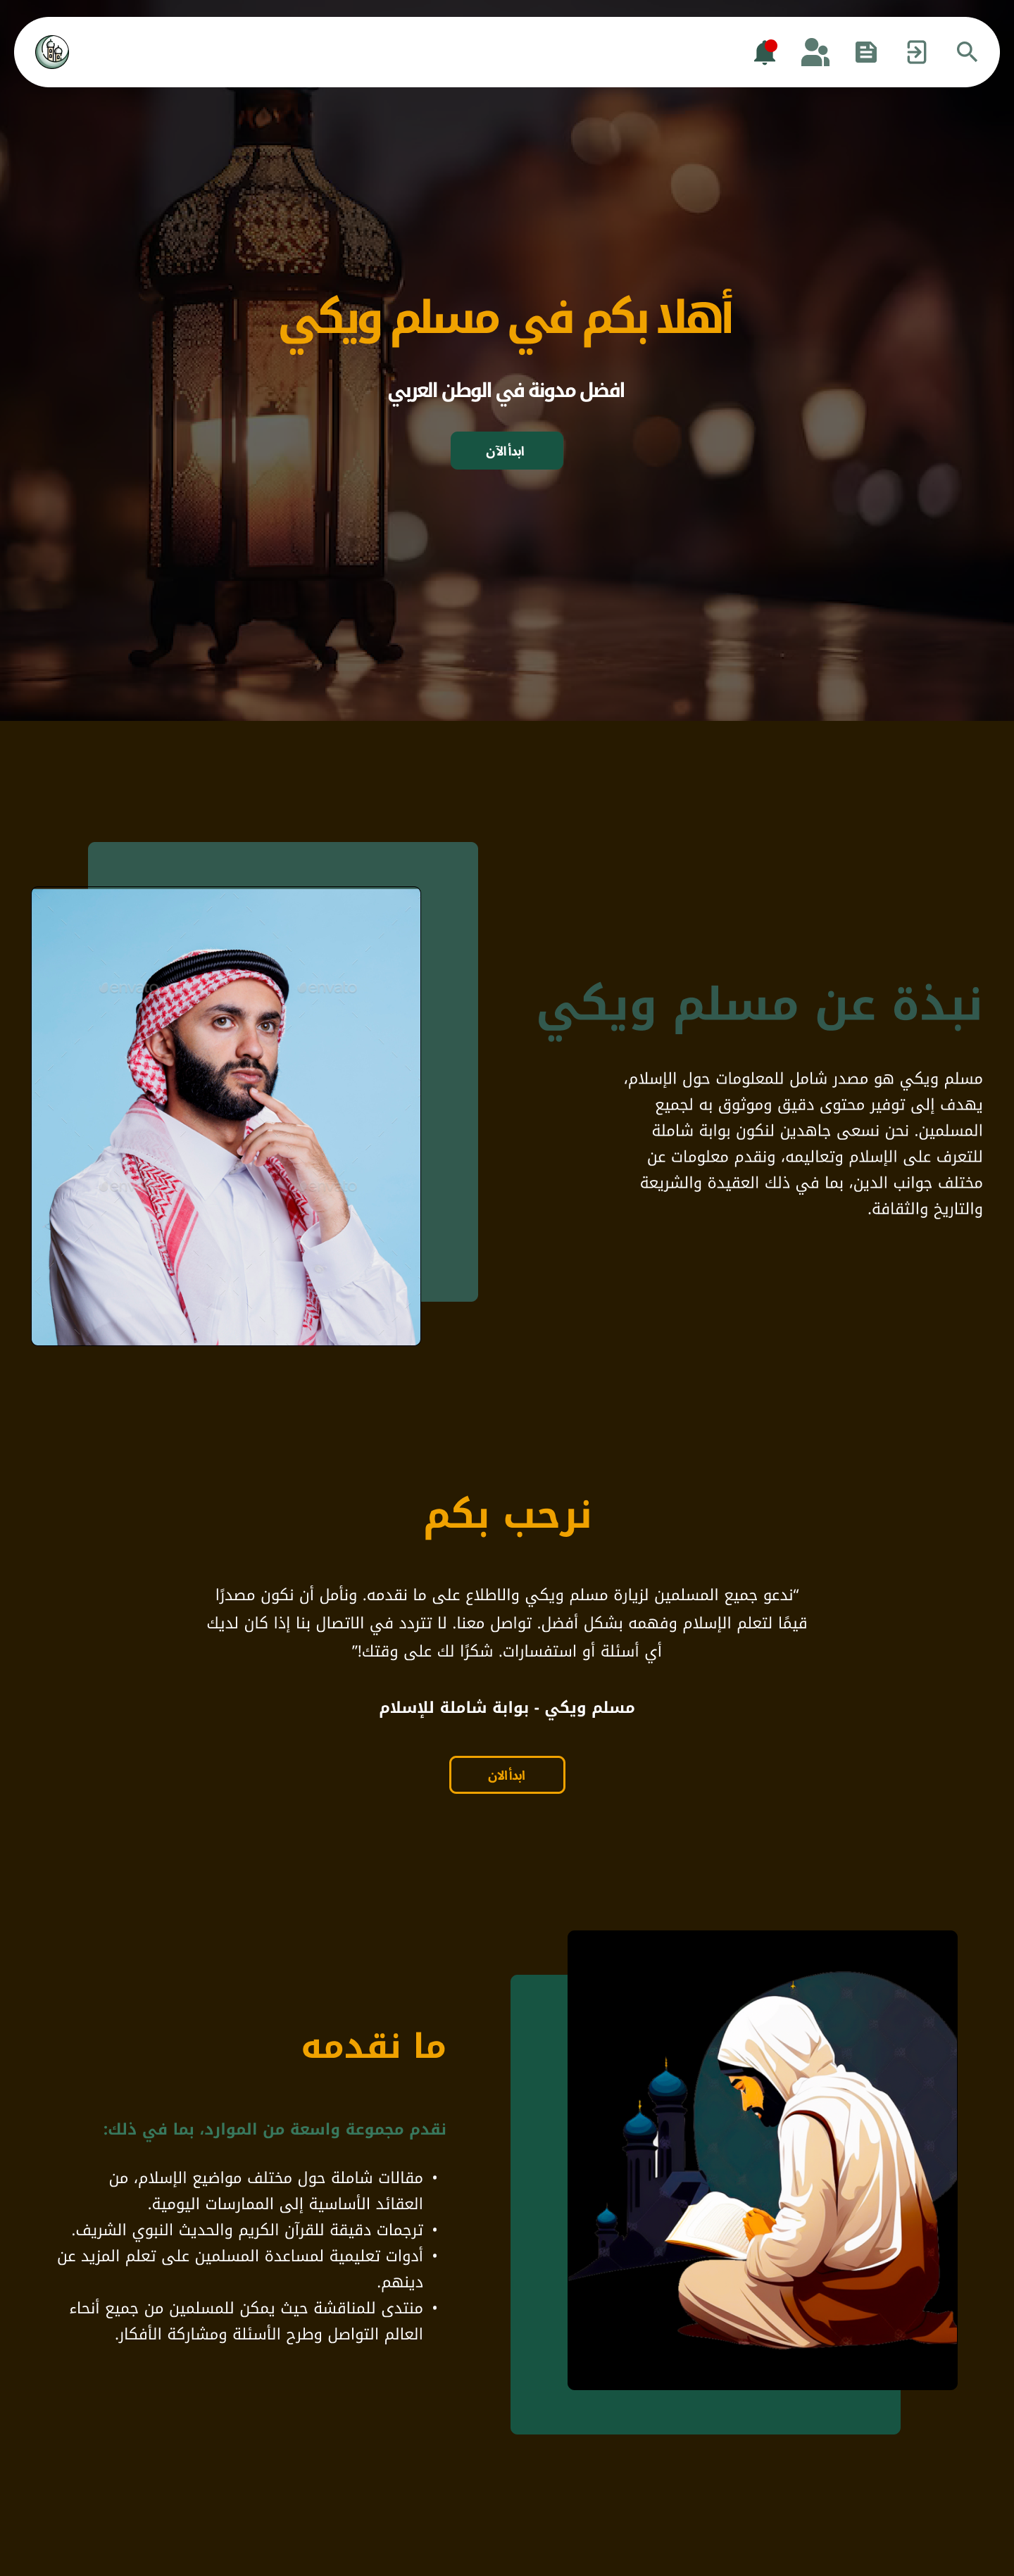 أهلا بكم في مسلم ويكي
افضل مدونة في الوطن العربي
ابدأ الآن
نبذة عن مسلم ويكي
مسلم ويكي هو مصدر شامل للمعلومات حول الإسلام،
يهدف إلى توفير محتوى دقيق وموثوق به لجميع
المسلمين. نحن نسعى جاهدين لنكون بوابة شاملة
للتعرف على الإسلام وتعاليمه، ونقدم معلومات عن
مختلف جوانب الدين، بما في ذلك العقيدة والشريعة
والتاريخ والثقافة.
envato
envato
envato
envato
نرحب بكم
“ندعو جميع المسلمين لزيارة مسلم ويكي والاطلاع على ما نقدمه. ونأمل أن نكون مصدرًا
قيمًا لتعلم الإسلام وفهمه بشكل أفضل. تواصل معنا. لا تتردد في الاتصال بنا إذا كان لديك
أي أسئلة أو استفسارات. شكرًا لك على وقتك!”
مسلم ويكي - بوابة شاملة للإسلام
ابدأ الان
ما نقدمه
نقدم مجموعة واسعة من الموارد، بما في ذلك:
• مقالات شاملة حول مختلف مواضيع الإسلام، من
العقائد الأساسية إلى الممارسات اليومية.
• ترجمات دقيقة للقرآن الكريم والحديث النبوي الشريف.
• أدوات تعليمية لمساعدة المسلمين على تعلم المزيد عن
دينهم.
• منتدى للمناقشة حيث يمكن للمسلمين من جميع أنحاء
العالم التواصل وطرح الأسئلة ومشاركة الأفكار.